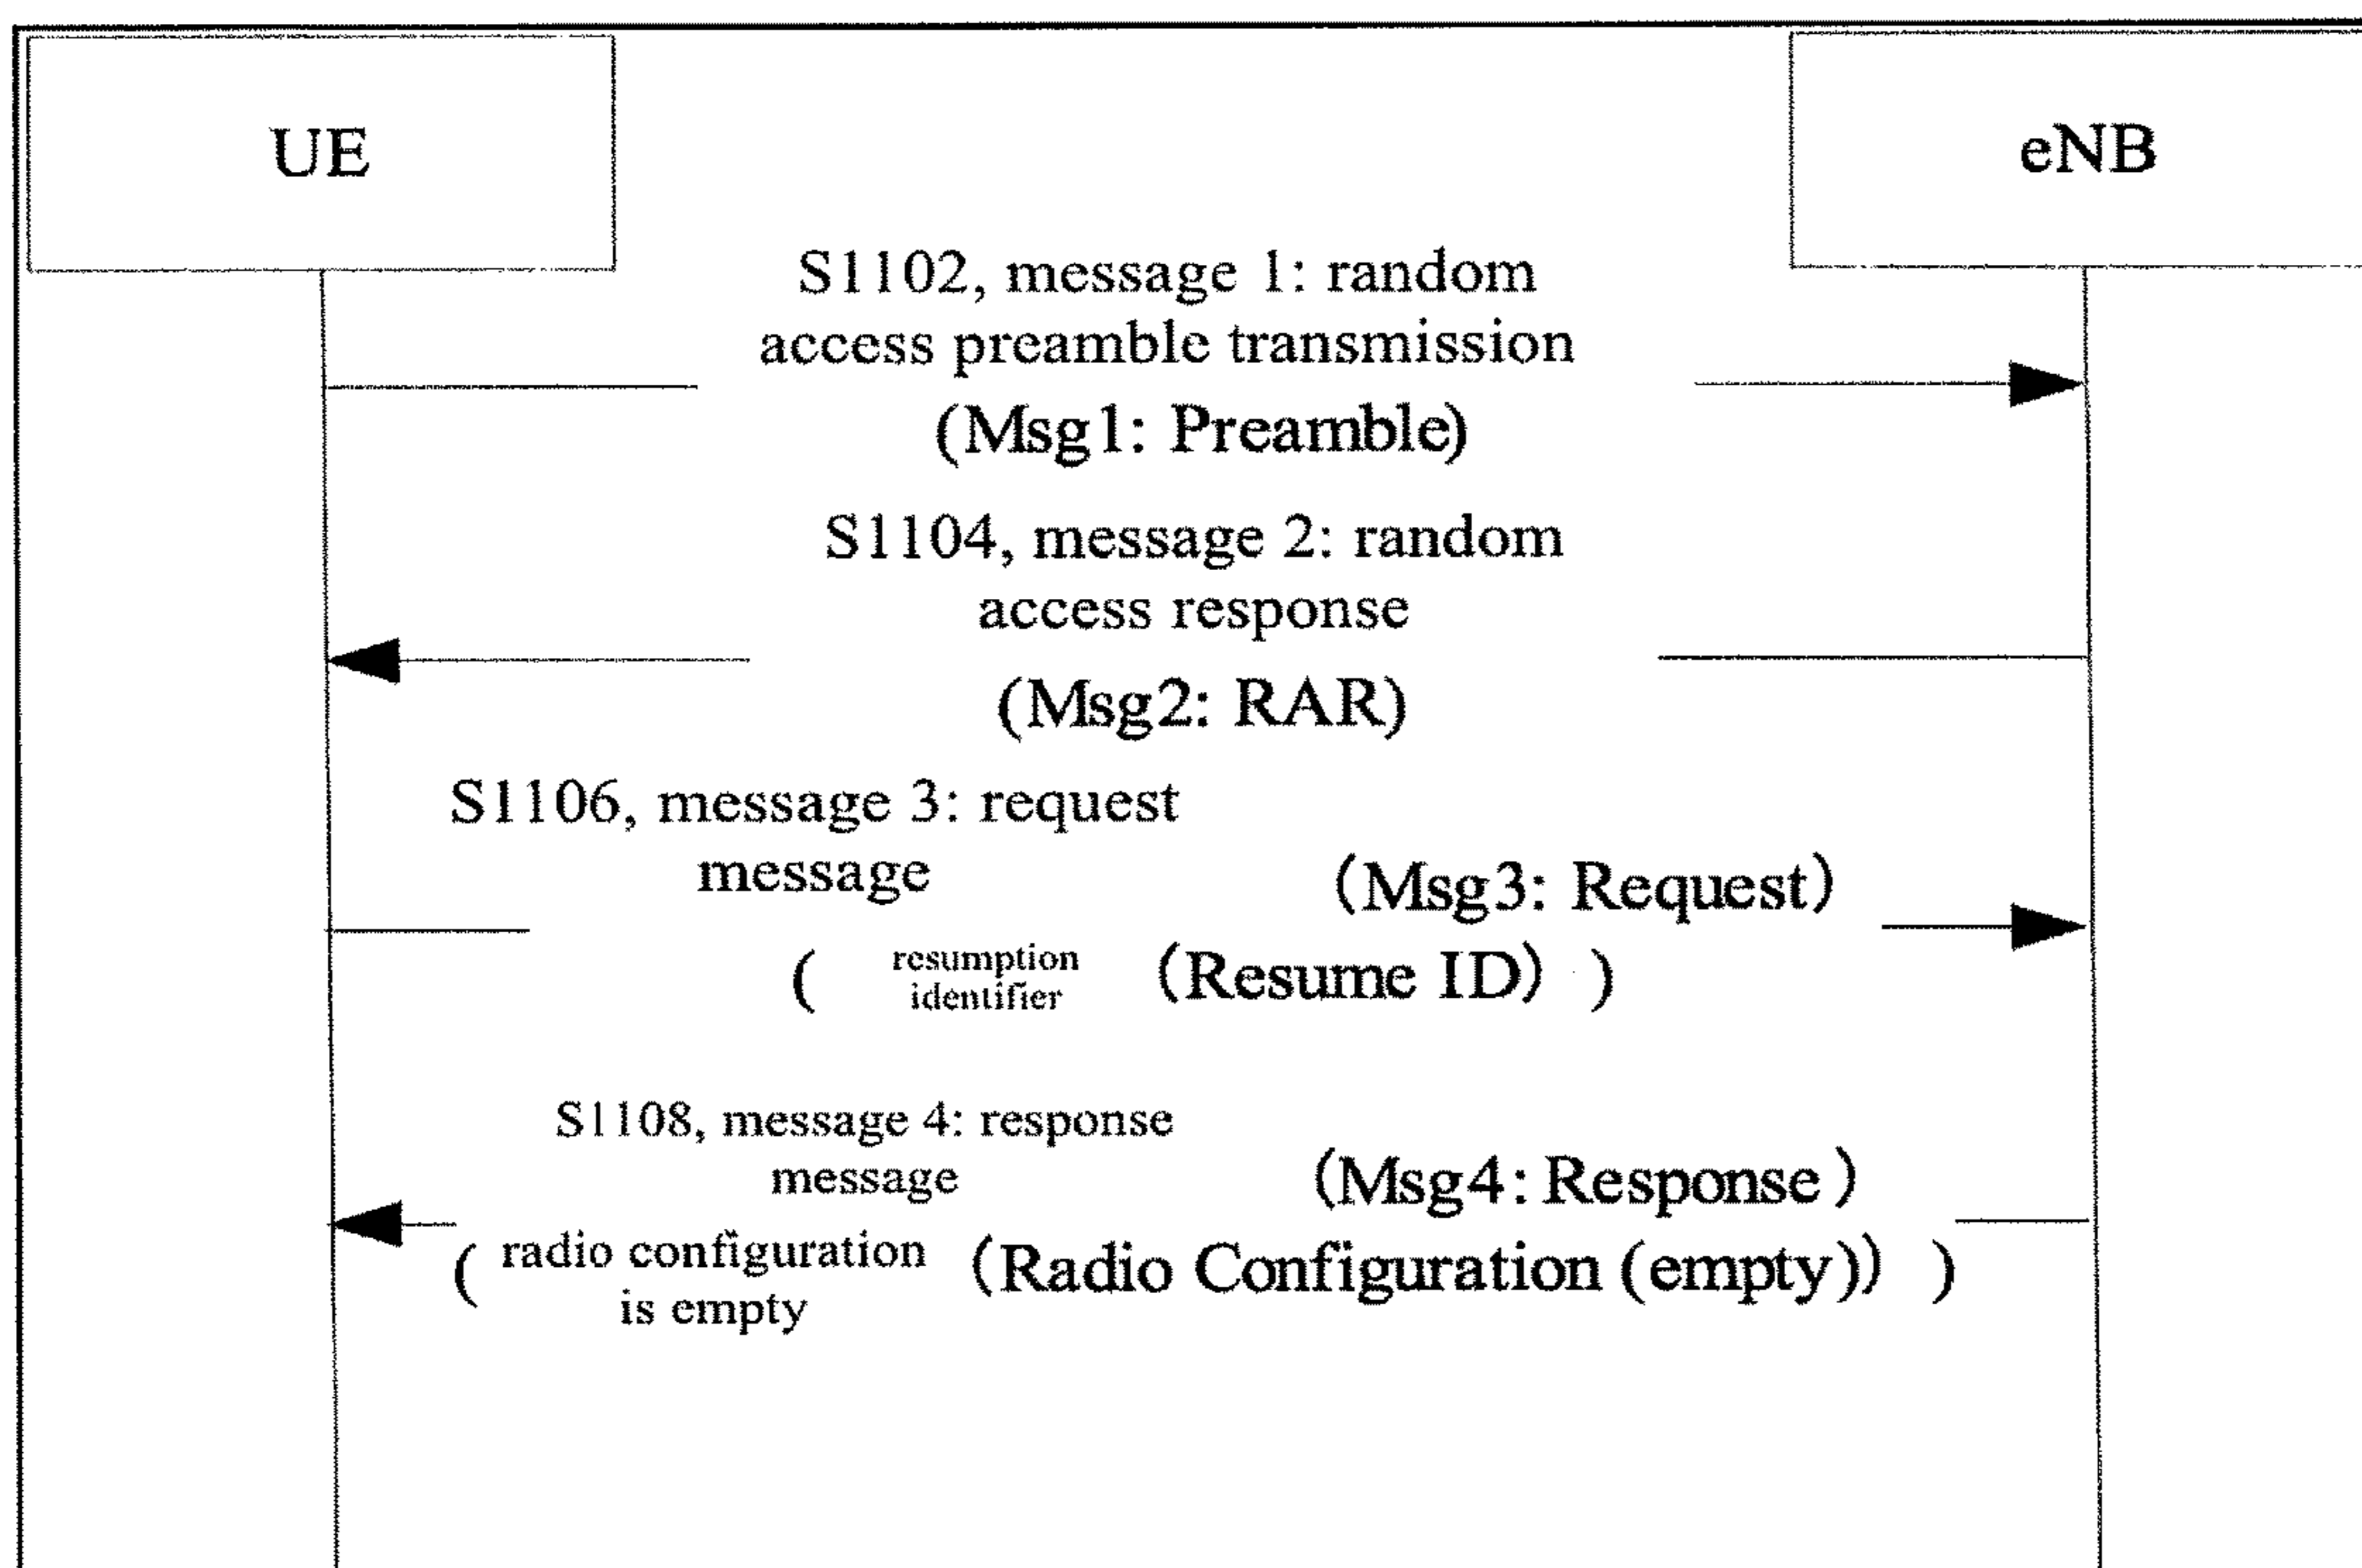 UE
eNB
S1102, message 1: random
access preamble transmission
(Msg1: Preamble)
S1104, message 2: random
access response
(Msg2: RAR)
S1106, message 3: request
message
(Msg3: Request)
( resumption
identifier
(Resume ID) )
S1108, message 4: response
message
(Msg4: Response)
( radio configuration
is empty
(Radio Configuration (empty)) )